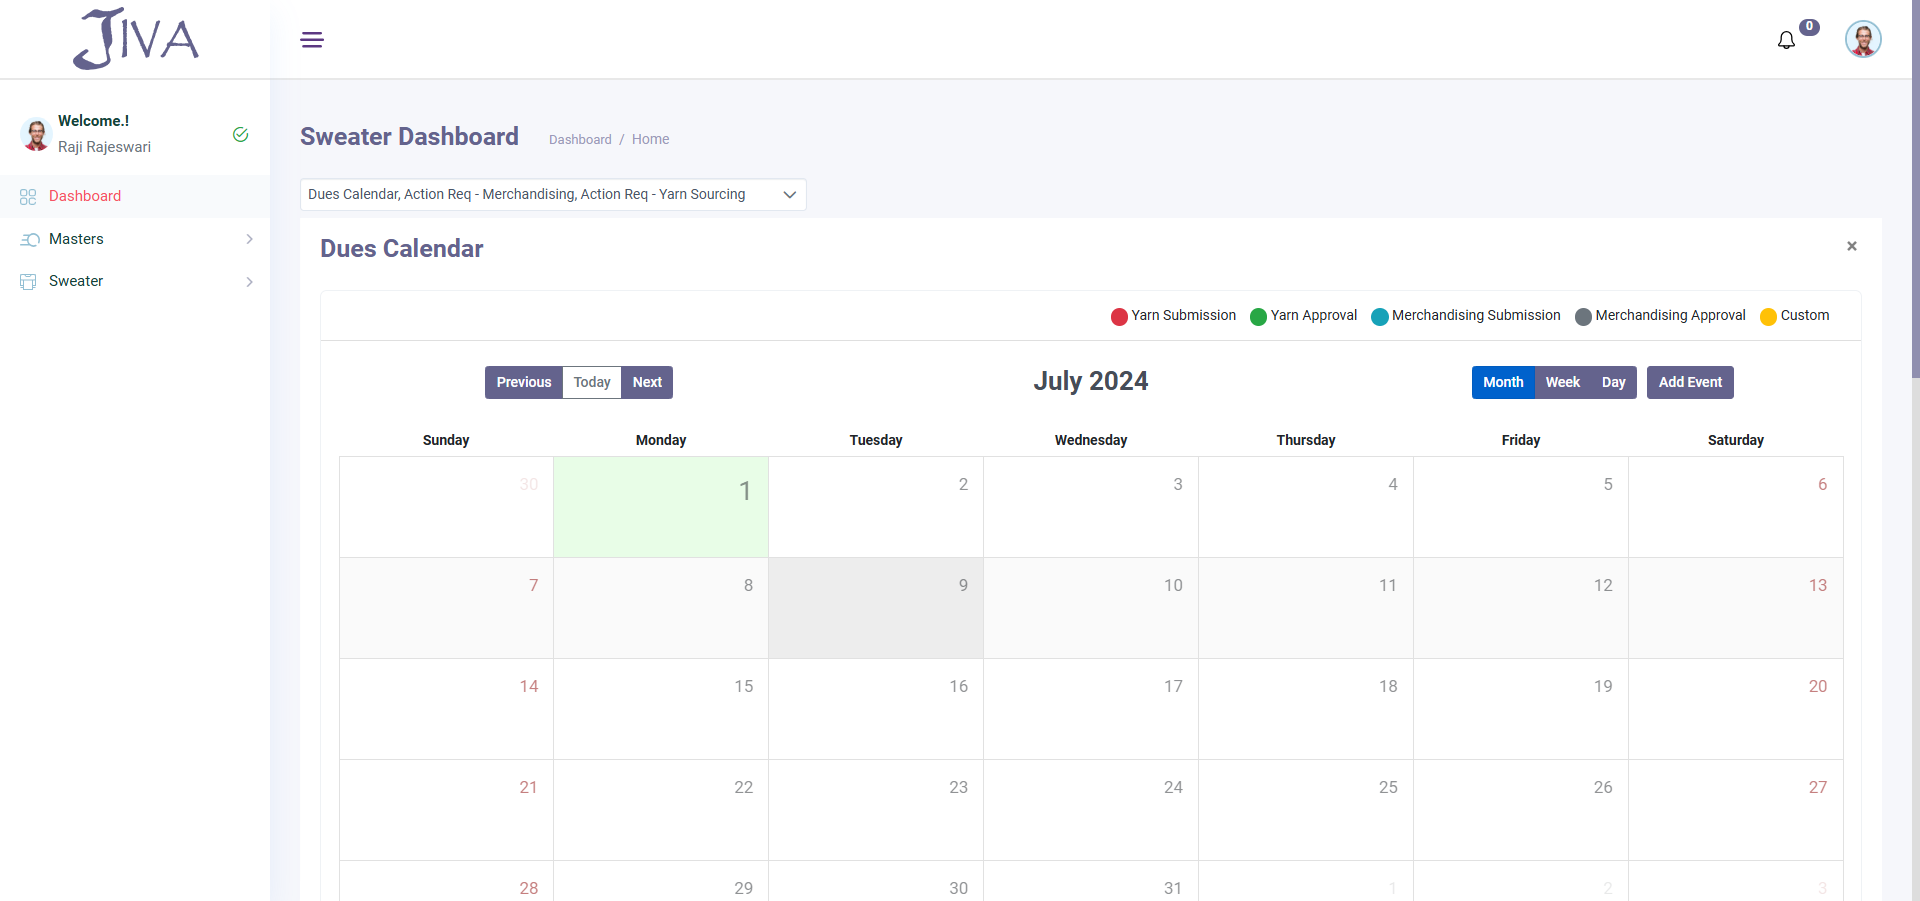 JIVA
0
Welcome.!
Raji Rajeswari
Dashboard
Masters
Sweater
Sweater Dashboard
Dashboard / Home
Dues Calendar, Action Req - Merchandising, Action Req - Yarn Sourcing
Dues Calendar
×
Yarn Submission Yarn Approval Merchandising Submission Merchandising Approval Custom
Previous Today Next
July 2024
Month Week Day Add Event
Sunday Monday Tuesday Wednesday Thursday Friday Saturday
30 1 2 3 4 5 6
7 8 9 10 11 12 13
14 15 16 17 18 19 20
21 22 23 24 25 26 27
28 29 30 31 1 2 3